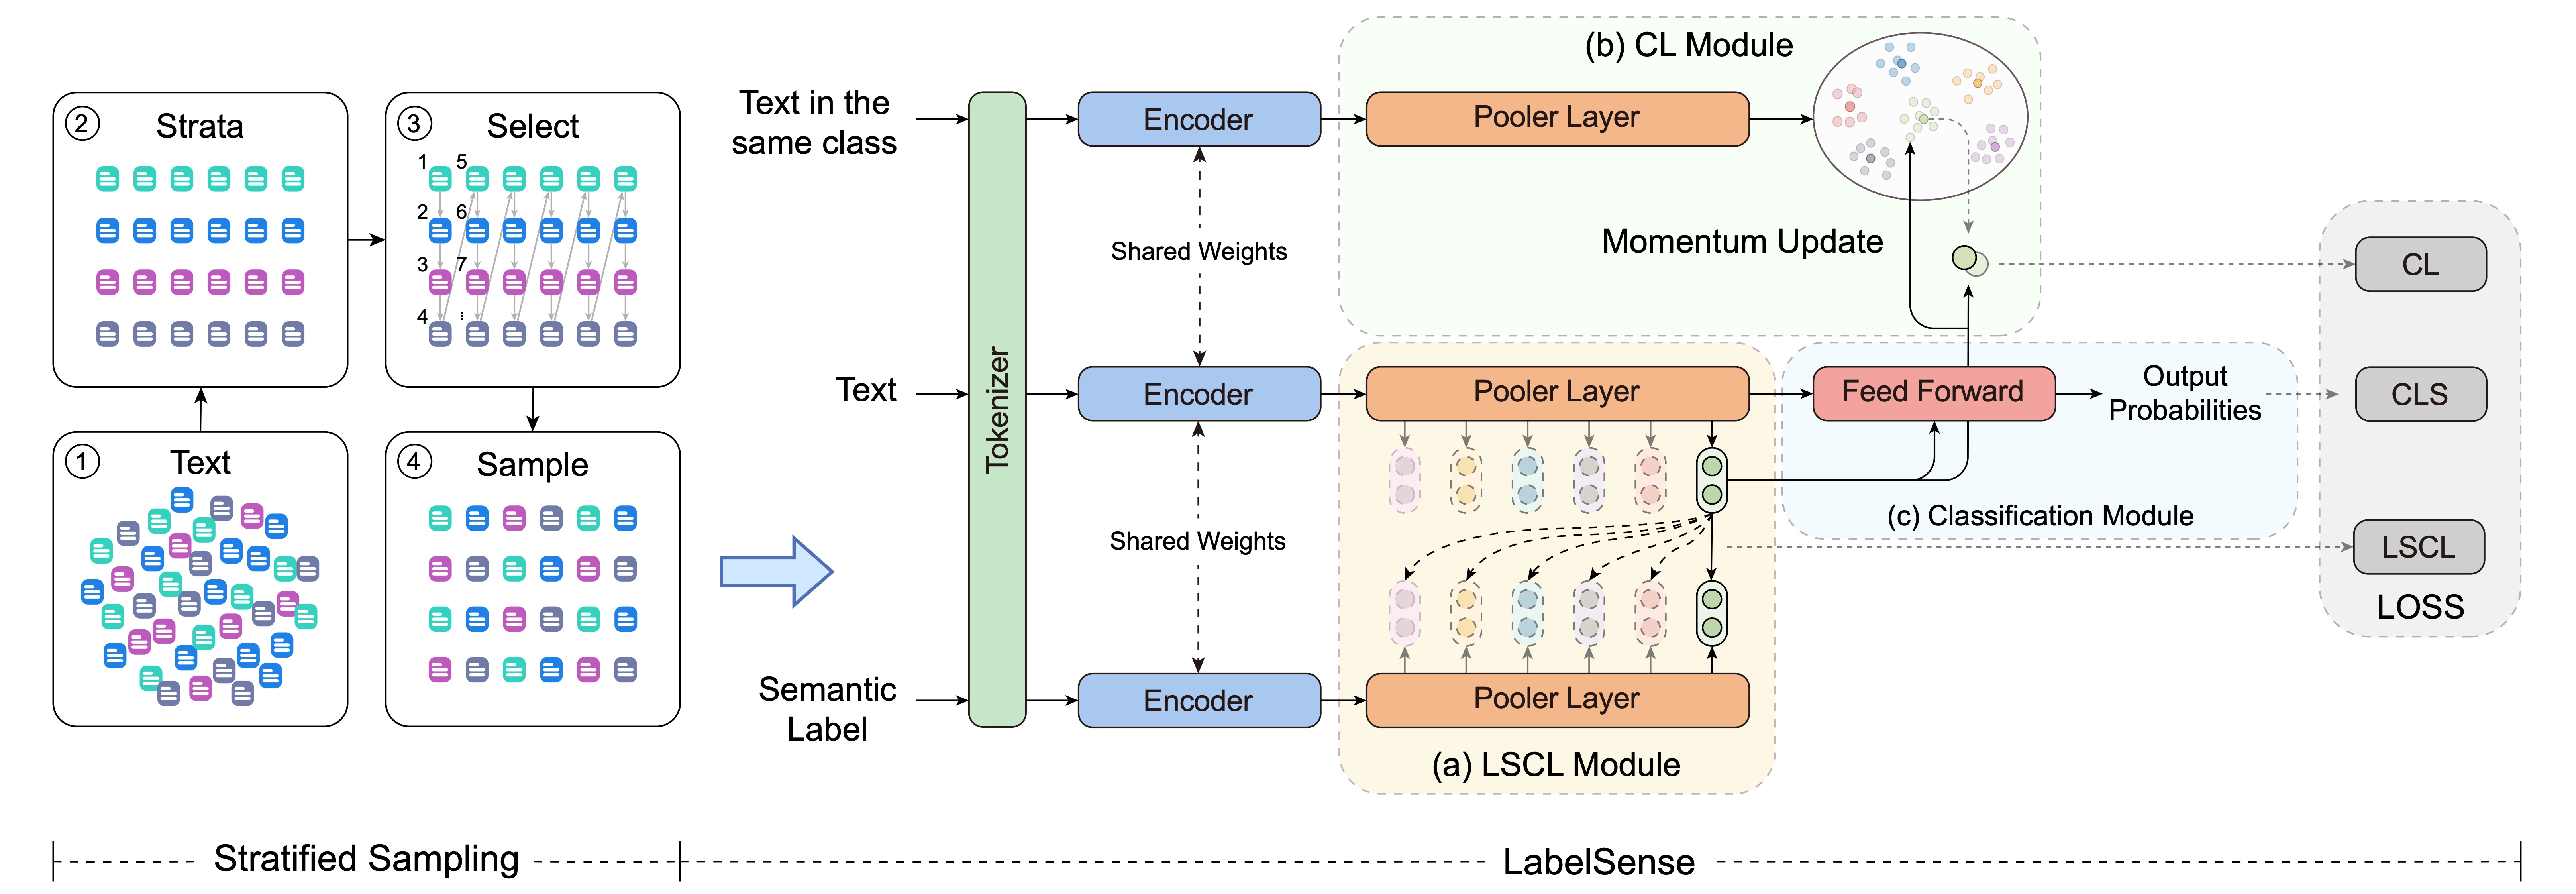 ② Strata
③ Select
1 5
2 6
3 7
4 ⋮
① Text
④ Sample
Stratified Sampling
Text in the
same class
Text
Semantic
Label
Tokenizer
Encoder
Shared Weights
Encoder
Shared Weights
Encoder
(b) CL Module
Pooler Layer
Momentum Update
Pooler Layer
Pooler Layer
(a) LSCL Module
Feed Forward
Output
Probabilities
(c) Classification Module
CL
CLS
LSCL
LOSS
LabelSense